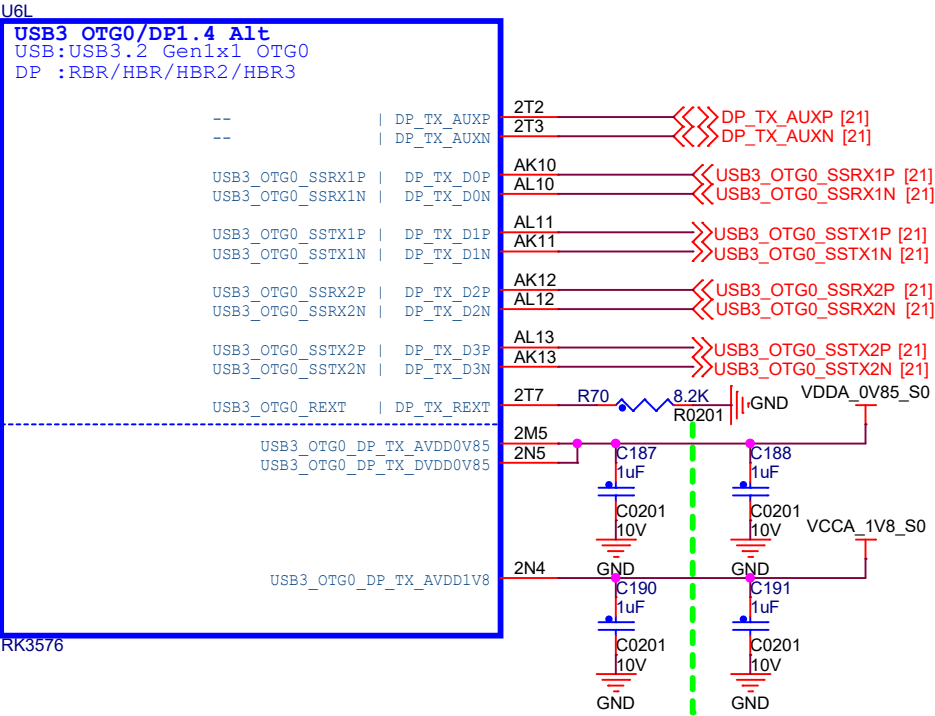 U6L
USB3 OTG0/DP1.4 Alt
USB:USB3.2 Gen1x1 OTG0
DP :RBR/HBR/HBR2/HBR3
-- | DP_TX_AUXP 2T2 DP_TX_AUXP [21]
-- | DP_TX_AUXN 2T3 DP_TX_AUXN [21]
USB3_OTG0_SSRX1P | DP_TX_D0P AK10 USB3_OTG0_SSRX1P [21]
USB3_OTG0_SSRX1N | DP_TX_D0N AL10 USB3_OTG0_SSRX1N [21]
USB3_OTG0_SSTX1P | DP_TX_D1P AL11 USB3_OTG0_SSTX1P [21]
USB3_OTG0_SSTX1N | DP_TX_D1N AK11 USB3_OTG0_SSTX1N [21]
USB3_OTG0_SSRX2P | DP_TX_D2P AK12 USB3_OTG0_SSRX2P [21]
USB3_OTG0_SSRX2N | DP_TX_D2N AL12 USB3_OTG0_SSRX2N [21]
USB3_OTG0_SSTX2P | DP_TX_D3P AL13 USB3_OTG0_SSTX2P [21]
USB3_OTG0_SSTX2N | DP_TX_D3N AK13 USB3_OTG0_SSTX2N [21]
USB3_OTG0_REXT | DP_TX_REXT 2T7 R70 8.2K GND VDDA_0V85_S0
R0201
USB3_OTG0_DP_TX_AVDD0V85 2M5
USB3_OTG0_DP_TX_DVDD0V85 2N5
C187 C188
1uF 1uF
C0201 C0201
10V 10V VCCA_1V8_S0
GND GND
USB3_OTG0_DP_TX_AVDD1V8 2N4
C190 C191
1uF 1uF
RK3576 C0201 C0201
10V 10V
GND GND